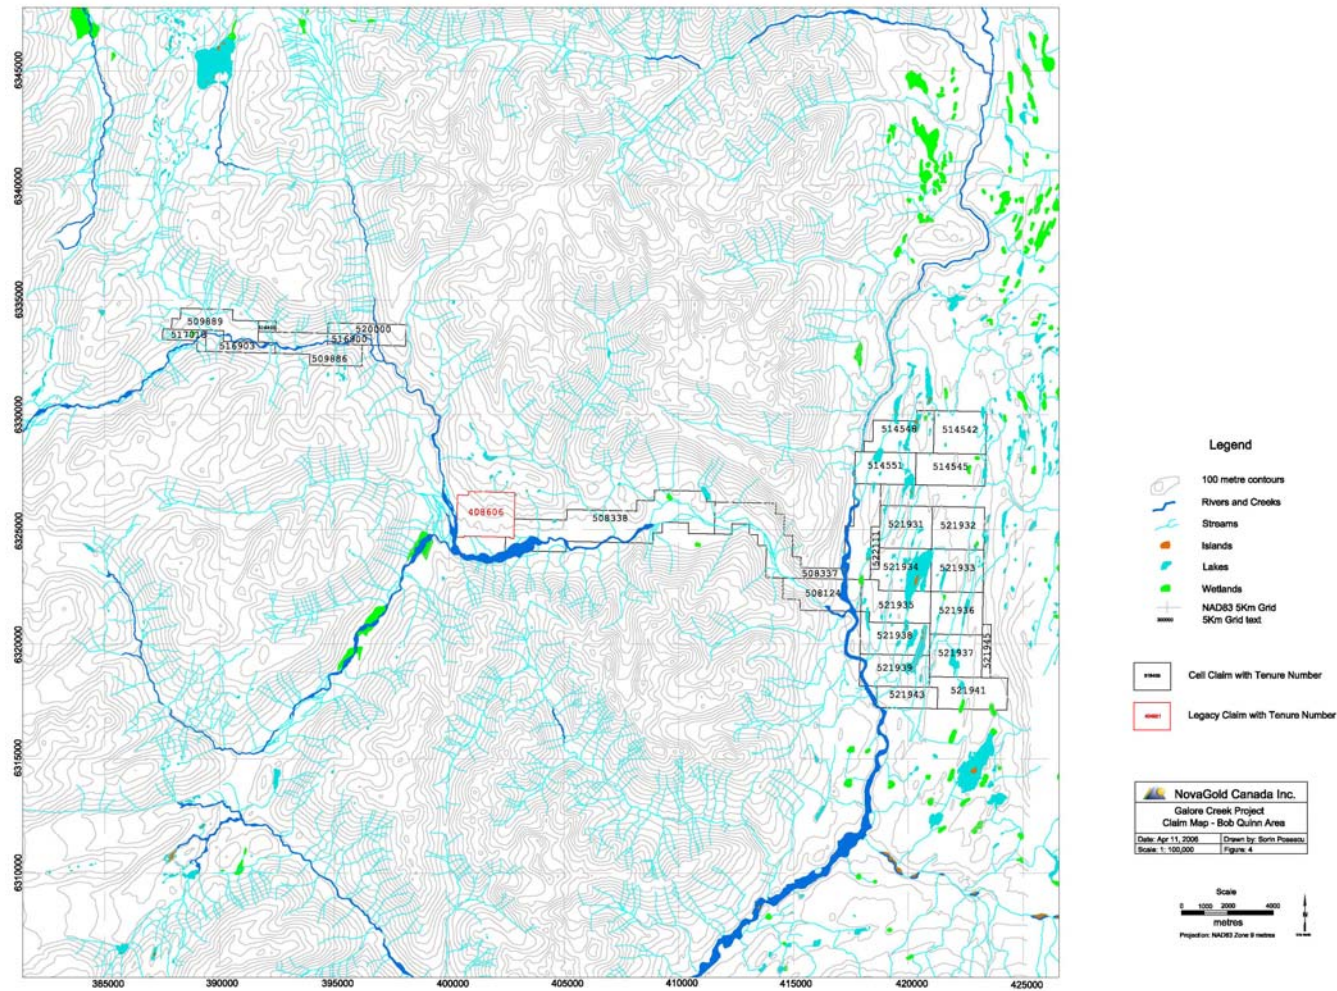 6345000
6340000
6335000
6330000
6325000
6320000
6315000
6310000
385000
390000
395000
400000
405000
410000
415000
420000
425000
509889
517018
516903
509886
520000
516900
408606
508338
508337
508124
514548
514542
514551
514545
521931
521932
522111
521934
521933
521935
521936
521938
521937
521945
521939
521943
521941
Legend
100 metre contours
Rivers and Creeks
Streams
Islands
Lakes
Wetlands
NAD83 5Km Grid
5Km Grid text
Cell Claim with Tenure Number
Legacy Claim with Tenure Number
NovaGold Canada Inc.
Galore Creek Project
Claim Map - Bob Quinn Area
Date: Apr 11, 2006
Drawn by: Sorin Posescu
Scale: 1: 100,000
Figure: 4
Scale
0 1000 2000 4000
metres
Projection: NAD83 Zone 9 metres
N